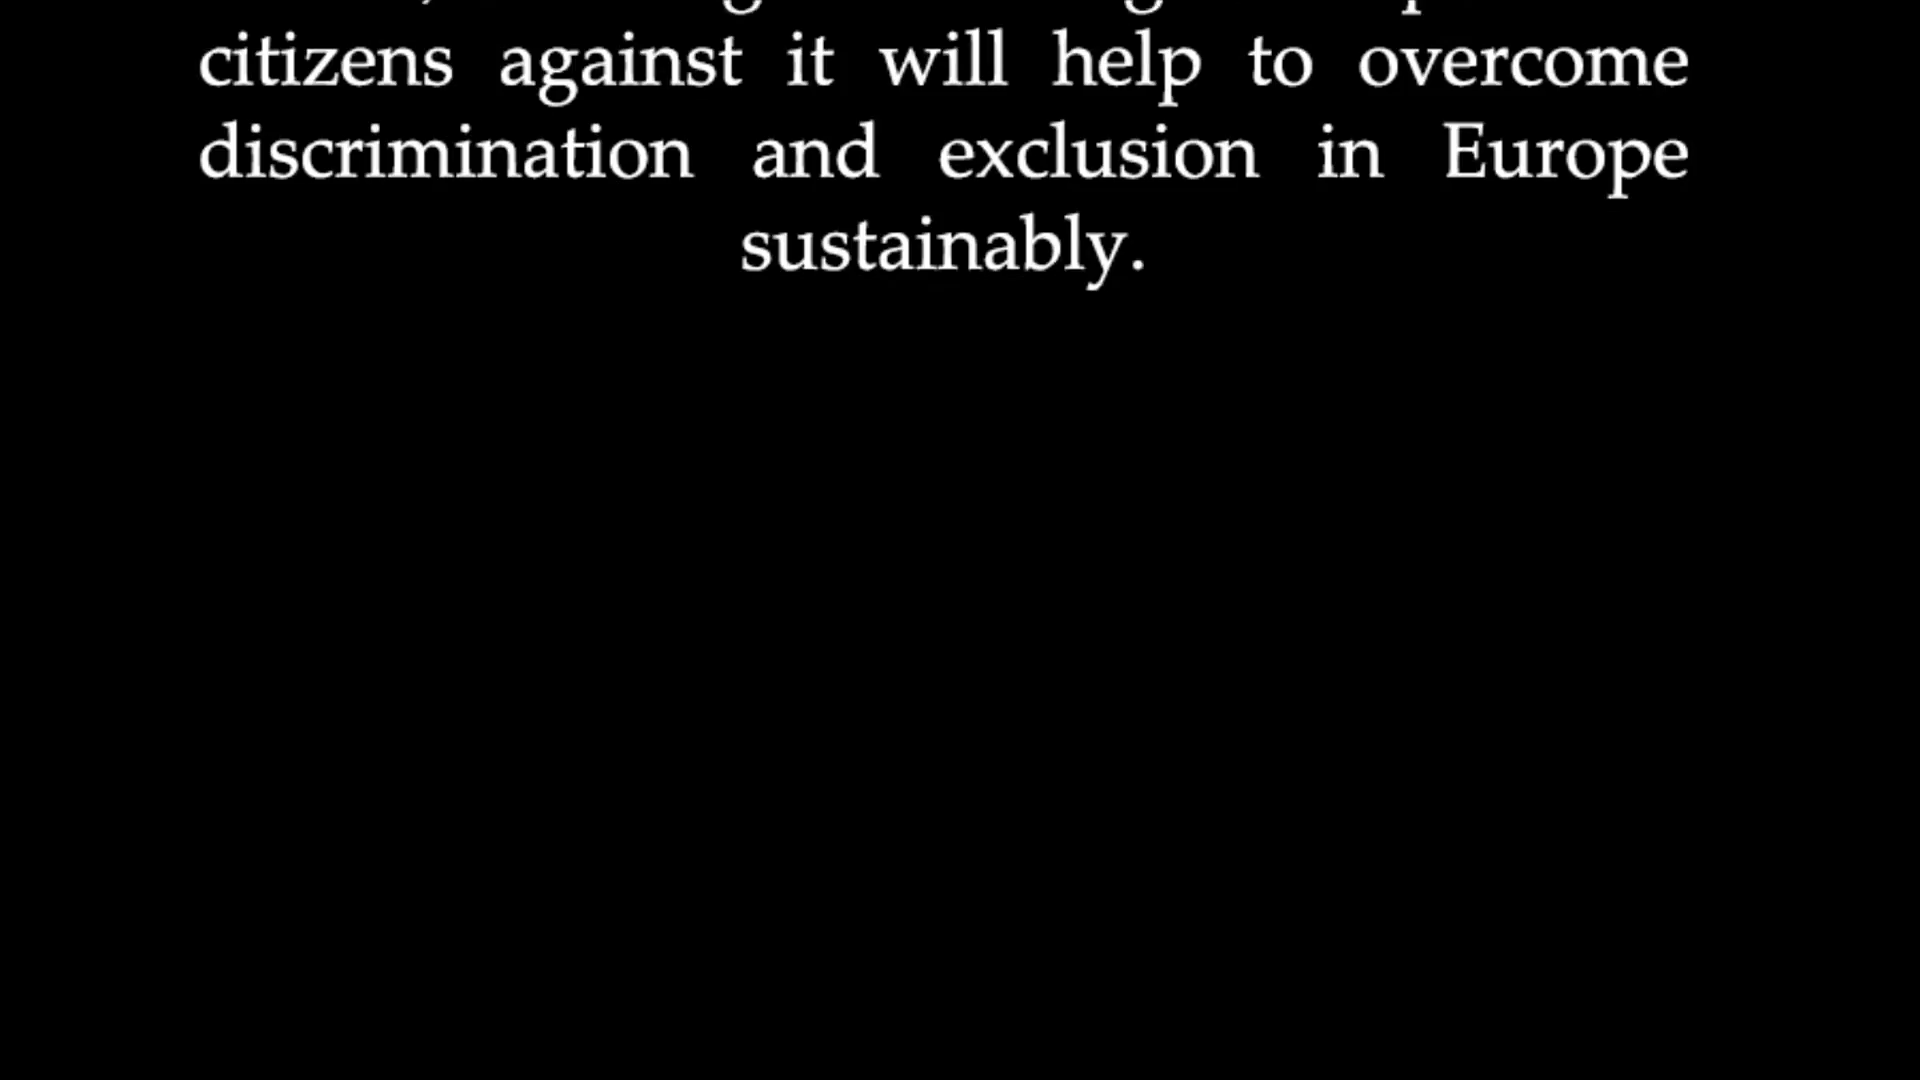 citizens against it will help to overcome
discrimination and exclusion in Europe
sustainably.